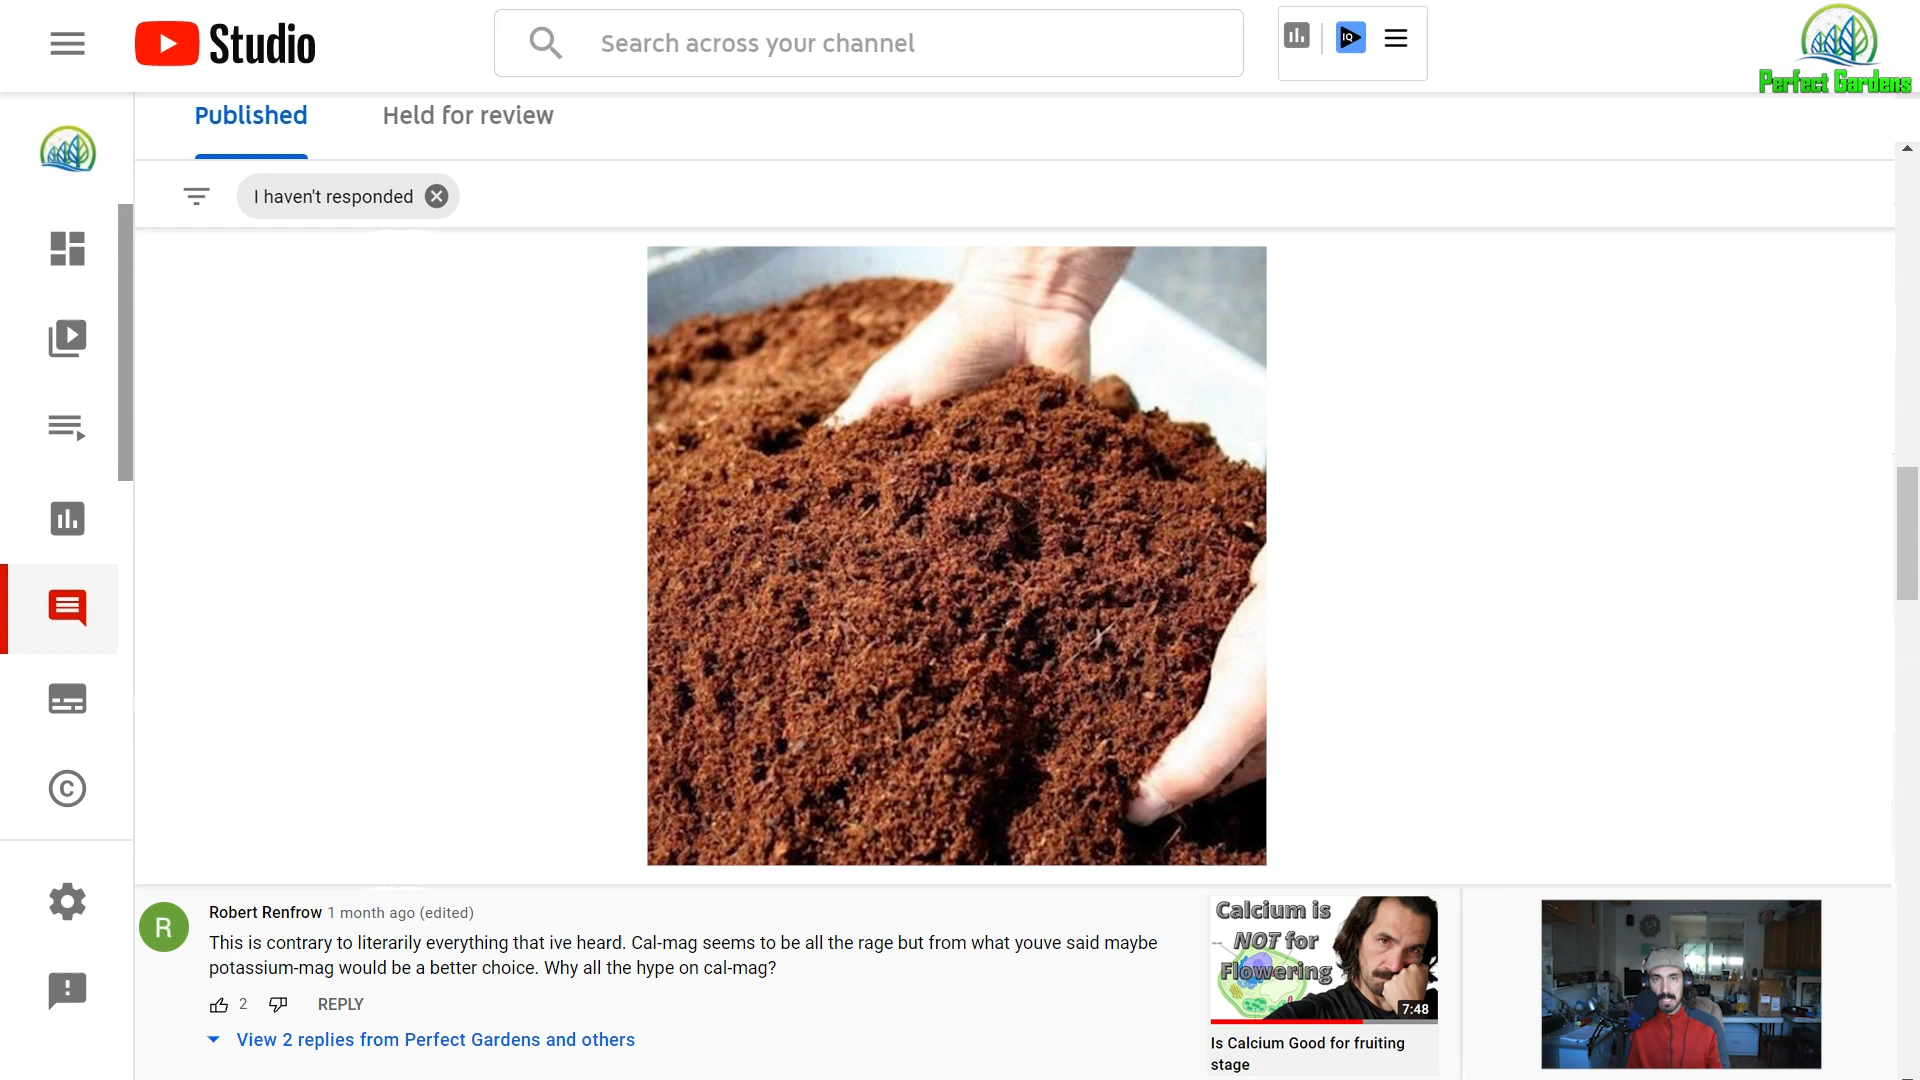 Studio
Search across your channel
IQ
Perfect Gardens
Published
Held for review
I haven't responded
R
Robert Renfrow 1 month ago (edited)
This is contrary to literarily everything that ive heard. Cal-mag seems to be all the rage but from what youve said maybe
potassium-mag would be a better choice. Why all the hype on cal-mag?
2
REPLY
View 2 replies from Perfect Gardens and others
Calcium is
NOT for
Flowering
7:48
Is Calcium Good for fruiting
stage